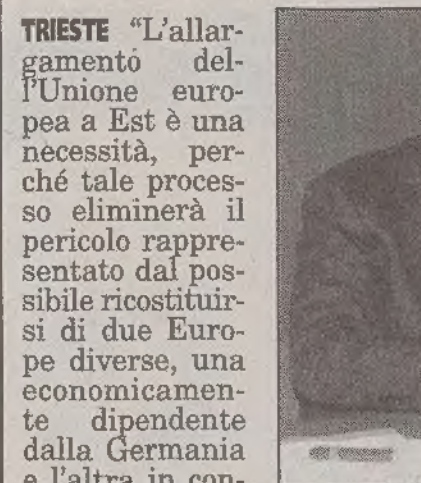 TRIESTE “L'allar-
gamento del-
l'Unione euro-
pea a Est è una
necessità, per-
ché tale proces-
so eliminerà il
pericolo rappre-
sentato dal pos-
sibile ricostituir-
si di due Euro-
pe diverse, una
economicamen-
te dipendente
dalla Germania
e l'altra in con-